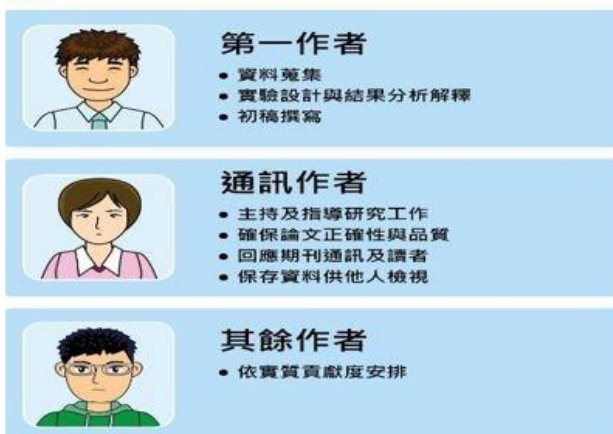 第一作者
• 資料蒐集
• 實驗設計與結果分析解釋
• 初稿撰寫
通訊作者
• 主持及指導研究工作
• 確保論文正確性與品質
• 回應期刊通訊及讀者
• 保存資料供他人檢視
其餘作者
• 依實質貢獻度安排